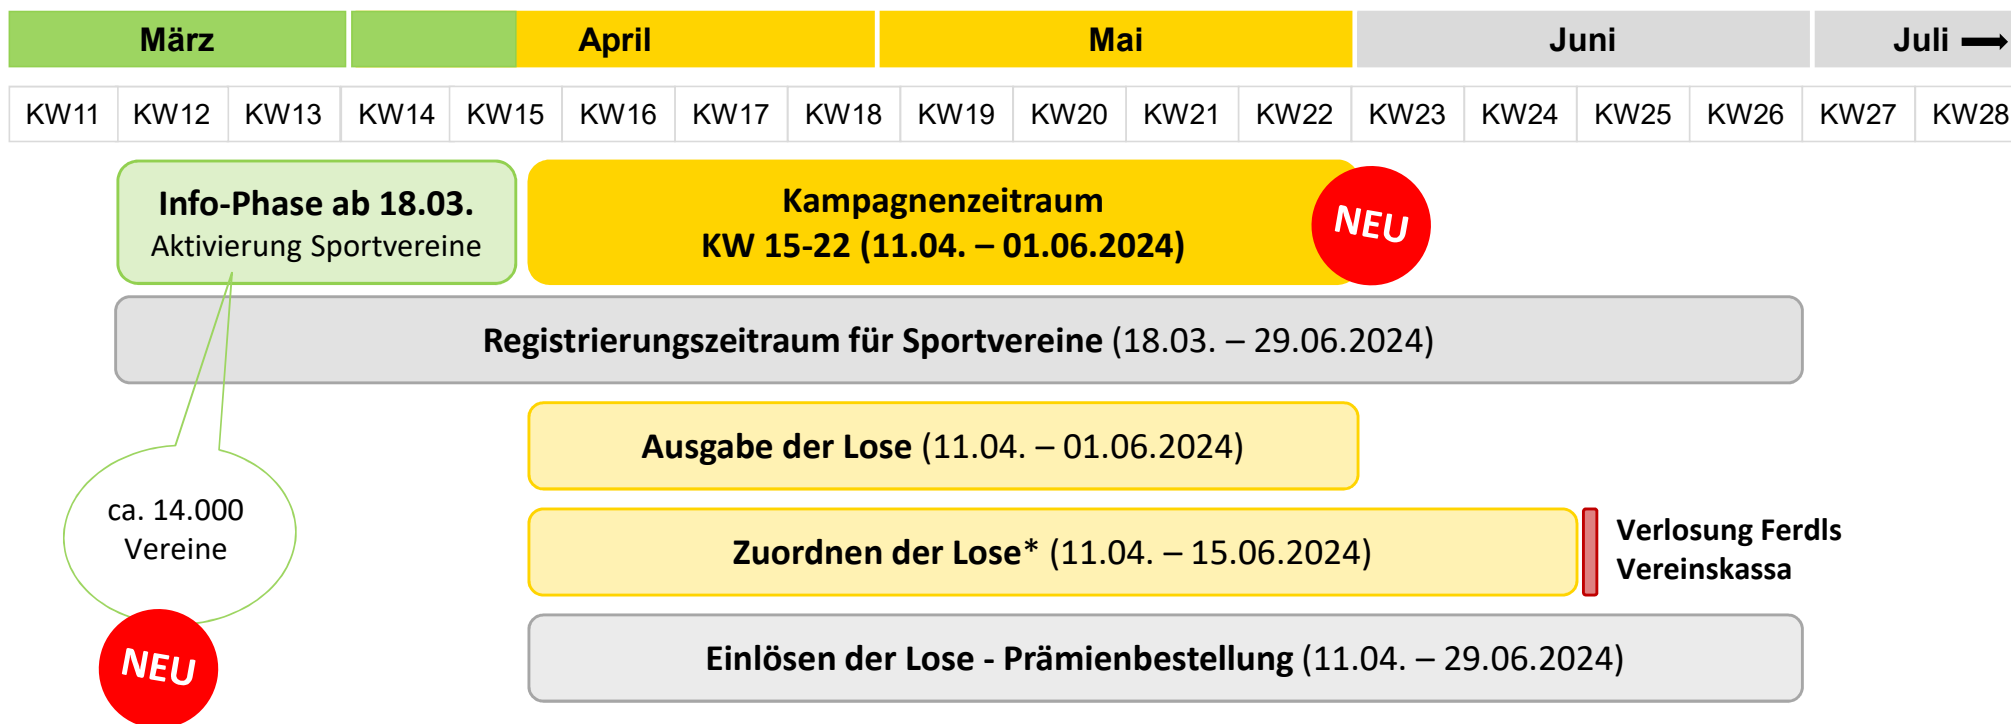 März April Mai Juni Juli
KW11 KW12 KW13 KW14 KW15 KW16 KW17 KW18 KW19 KW20 KW21 KW22 KW23 KW24 KW25 KW26 KW27 KW28
Info-Phase ab 18.03.
Aktivierung Sportvereine
Kampagnenzeitraum
KW 15-22 (11.04. – 01.06.2024)
NEU
Registrierungszeitraum für Sportvereine (18.03. – 29.06.2024)
Ausgabe der Lose (11.04. – 01.06.2024)
ca. 14.000
Vereine
Zuordnen der Lose* (11.04. – 15.06.2024)
Verlosung Ferdls
Vereinskassa
NEU
Einlösen der Lose - Prämienbestellung (11.04. – 29.06.2024)